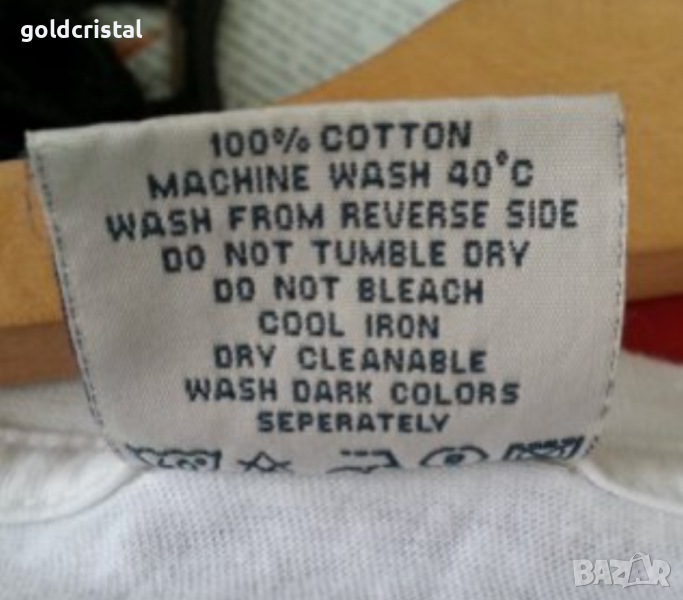 goldcristal
100% COTTON
MACHINE WASH 40°C
WASH FROM REVERSE SIDE
DO NOT TUMBLE DRY
DO NOT BLEACH
COOL IRON
DRY CLEANABLE
WASH DARK COLORS
SEPERATELY
BAZAR